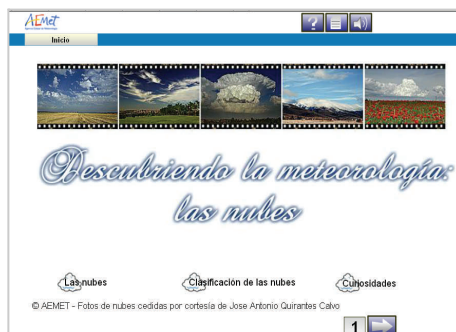 AEMet
?
Inicio
Descubriendo la meteorología:
las nubes
Las nubes
Clasificación de las nubes
Curiosidades
© AEMET - Fotos de nubes cedidas por cortesía de Jose Antonio Quirantes Calvo
1